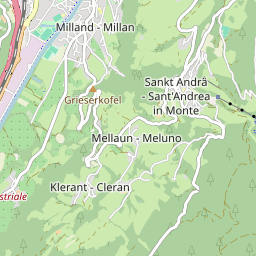 Milland - Millan
Sankt Andrä
- Sant'Andrea
in Monte
Grieserkofel
Mellaun - Meluno
Klerant - Cleran
striale